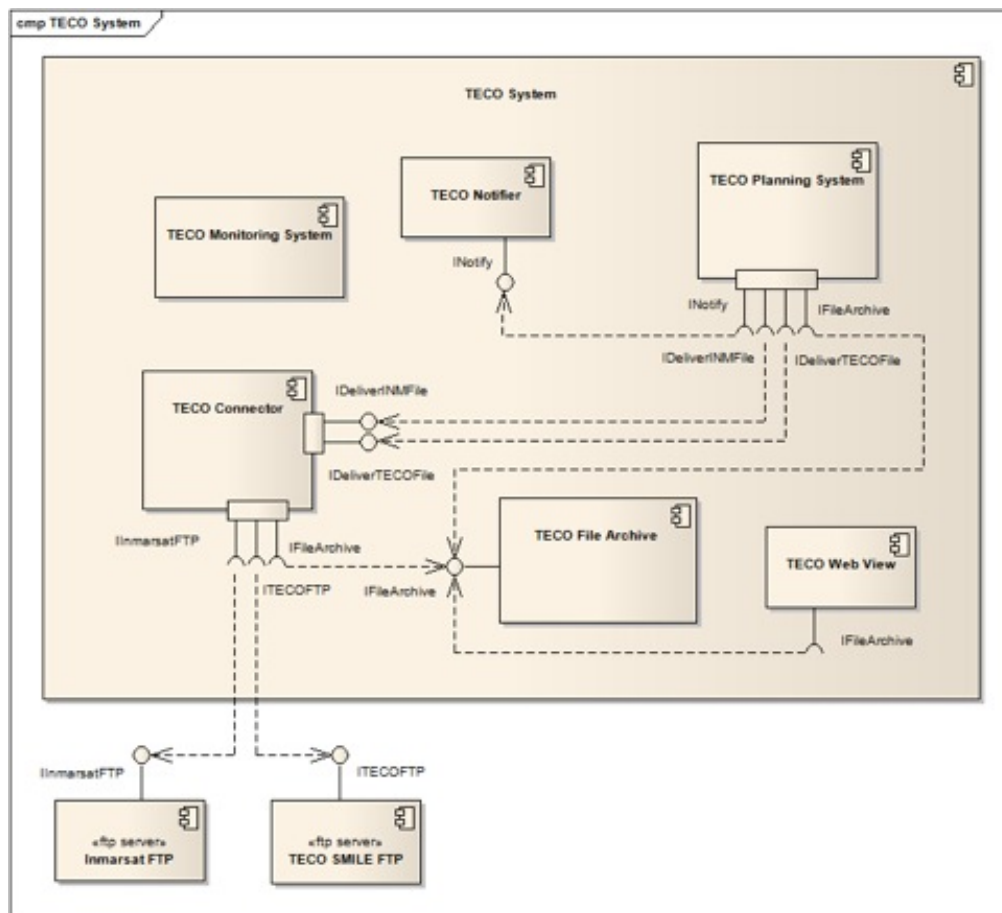 cmp TECO System
TECO System
TECO Notifier
TECO Planning System
TECO Monitoring System
INotify
INotify
IFileArchive
IDeliverINMFile
IDeliverTECOFile
TECO Connector
IDeliverINMFile
IDeliverTECOFile
IInmarsatFTP
IFileArchive
ITECOFTP
IFileArchive
TECO File Archive
TECO Web View
IFileArchive
IInmarsatFTP
ITECOFTP
«ftp server»
Inmarsat FTP
«ftp server»
TECO SMILE FTP